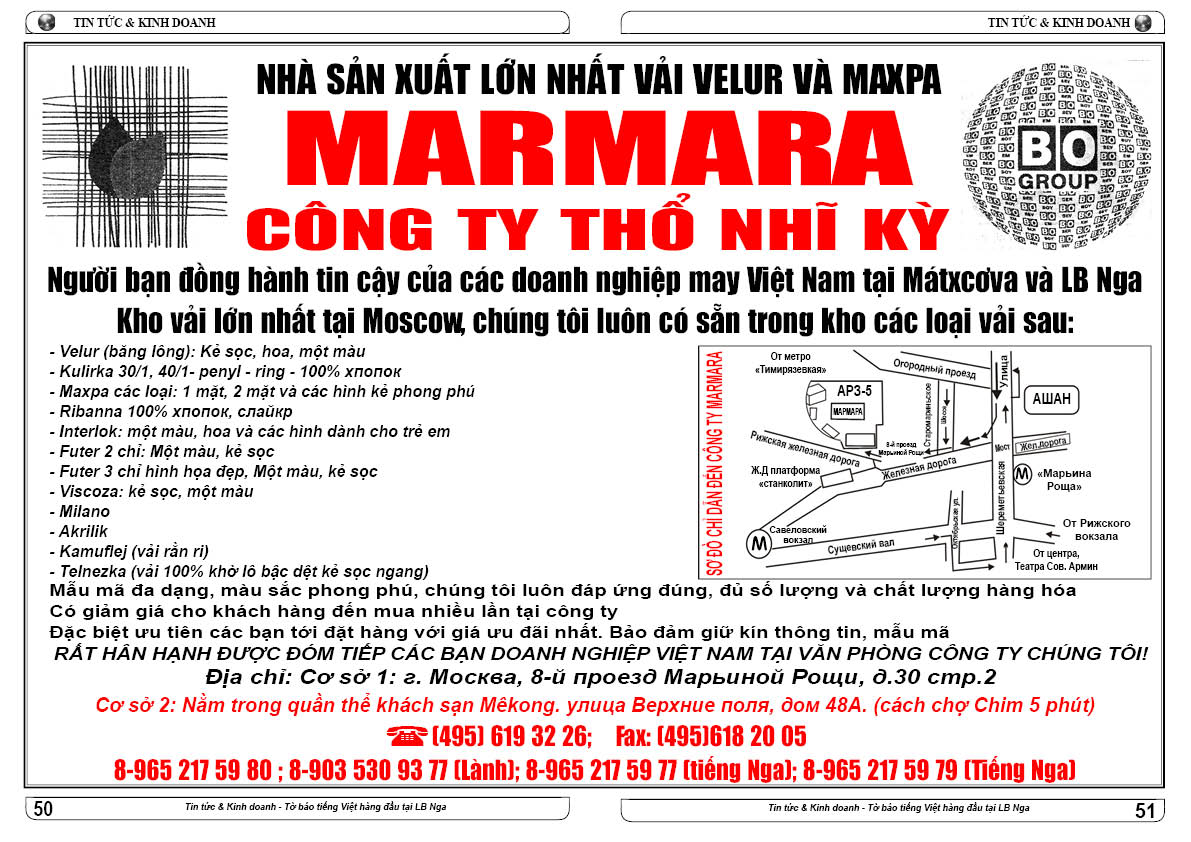 TIN TỨC & KINH DOANH
TIN TỨC & KINH DOANH
NHÀ SẢN XUẤT LỚN NHẤT VẢI VELUR VÀ MAXPA
MARMARA
CÔNG TY THỔ NHĨ KỲ
BO
GROUP
Người bạn đồng hành tin cậy của các doanh nghiệp may Việt Nam tại Mátxcơva và LB Nga
Kho vải lớn nhất tại Moscow, chúng tôi luôn có sẵn trong kho các loại vải sau:
- Velur (băng lông): Kẻ sọc, hoa, một màu
- Kulirka 30/1, 40/1- penyl - ring - 100% хпопок
- Maxpa các loại: 1 mặt, 2 mặt và các hình kẻ phong phú
- Ribanna 100% хпопок, слайкр
- Interlok: một màu, hoa và các hình dành cho trẻ em
- Futer 2 chỉ: Một màu, kẻ sọc
- Futer 3 chỉ hình họa đẹp, Một màu, kẻ sọc
- Viscoza: kẻ sọc, một màu
- Milano
- Akrilik
- Kamuflej (vải rằn ri)
- Telnezka (vải 100% khờ lô bậc dệt kẻ sọc ngang)
SƠ ĐỒ CHỈ DẪN ĐẾN CÔNG TY MARMARA
От метро
«Тимирязевкая»
Огородный проезд
Улица
АШАН
АРЗ-5
МАРМАРА
Старомарьинское
Шоссе
8-й проезд
Марьиной Рощи
Рижская железная дорога
Мост
Жел.дорога
Железная дорога
Ж.Д платформа
«станколит»
М
«Марьина
Роща»
Шереметьевская
Октябрьская ул.
Савёловский
вокзал
М
Сущевский вал
От Рижского
вокзала
От центра,
Театра Сов. Армии
Mẫu mã đa dạng, màu sắc phong phú, chúng tôi luôn đáp ứng đúng, đủ số lượng và chất lượng hàng hóa
Có giảm giá cho khách hàng đến mua nhiều lần tại công ty
Đặc biệt ưu tiên các bạn tới đặt hàng với giá ưu đãi nhất. Bảo đảm giữ kín thông tin, mẫu mã
RẤT HÂN HẠNH ĐƯỢC ĐÓM TIẾP CÁC BẠN DOANH NGHIỆP VIỆT NAM TẠI VĂN PHÒNG CÔNG TY CHÚNG TÔI!
Địa chỉ: Cơ sở 1: г. Москва, 8-й проезд Марьиной Рощи, д.30 стр.2
Cơ sở 2: Nằm trong quần thể khách sạn Mêkong. улица Верхние поля, дом 48А. (cách chợ Chim 5 phút)
(495) 619 32 26; Fax: (495)618 20 05
8-965 217 59 80 ; 8-903 530 93 77 (Lành); 8-965 217 59 77 (tiếng Nga); 8-965 217 59 79 (Tiếng Nga)
50
Tin tức & Kinh doanh - Tờ báo tiếng Việt hàng đầu tại LB Nga
Tin tức & Kinh doanh - Tờ báo tiếng Việt hàng đầu tại LB Nga
51